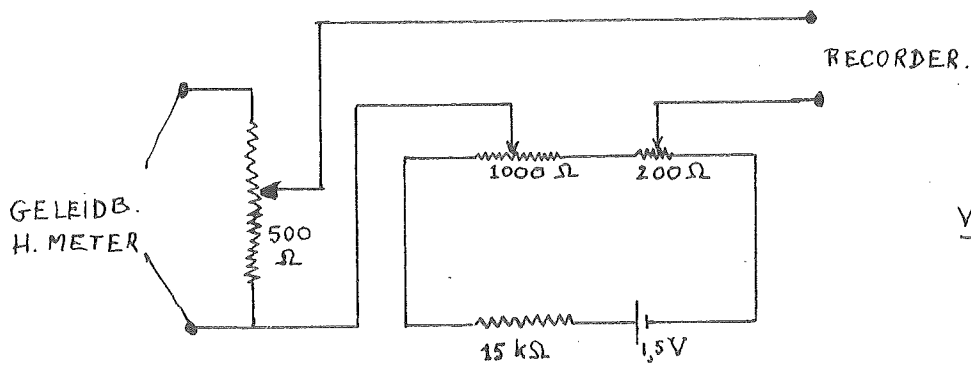 RECORDER.
1000 Ω
200 Ω
GELEIDB.
H. METER
500
Ω
V
15 kΩ
1,5V